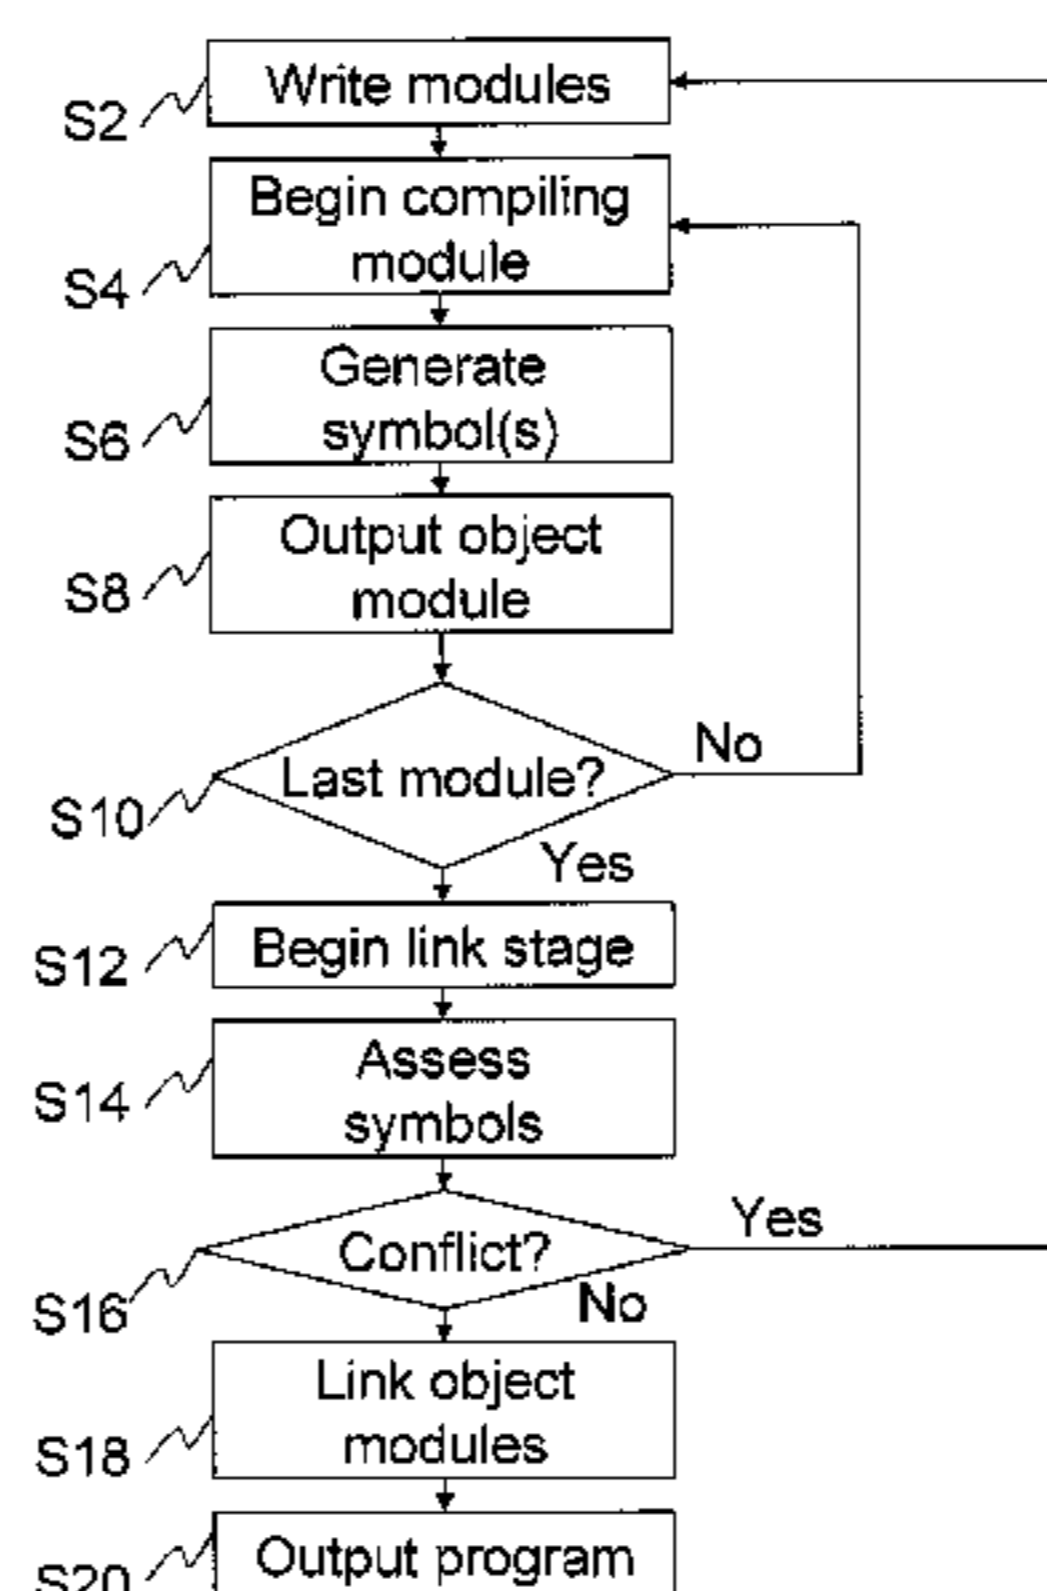 Write modules
S2
Begin compiling
module
S4
Generate
symbol(s)
S6
Output object
module
S8
No
Last module?
S10
Yes
Begin link stage
S12
Assess
symbols
S14
Yes
Conflict?
No
S16
Link object
modules
S18
Output program
S20